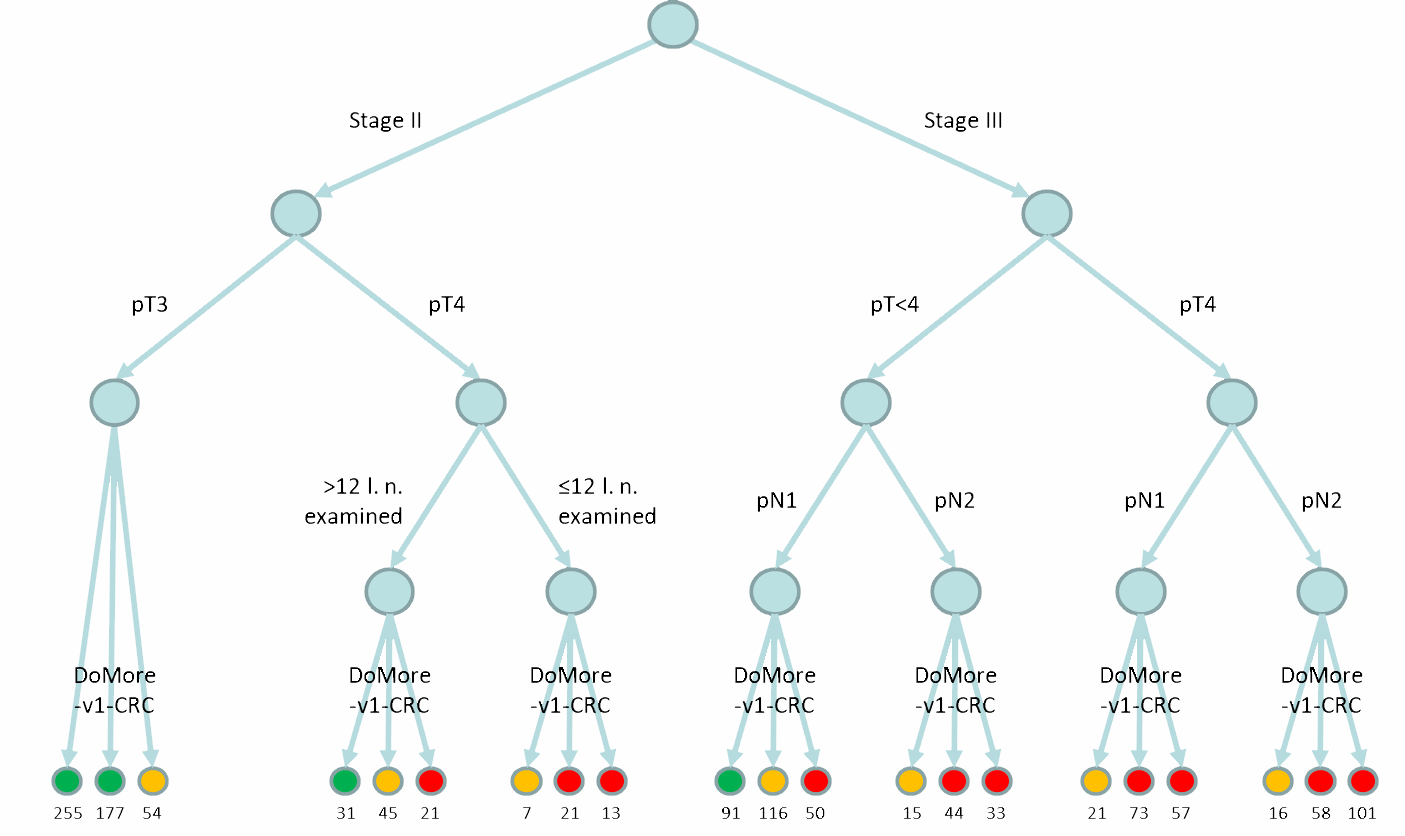 Stage II
Stage III
pT3
pT4
pT<4
pT4
>12 l. n.
examined
≤12 l. n.
examined
pN1
pN2
pN1
pN2
DoMore
-v1-CRC
DoMore
-v1-CRC
DoMore
-v1-CRC
DoMore
-v1-CRC
DoMore
-v1-CRC
DoMore
-v1-CRC
DoMore
-v1-CRC
255 177 54
31 45 21
7 21 13
91 116 50
15 44 33
21 73 57
16 58 101